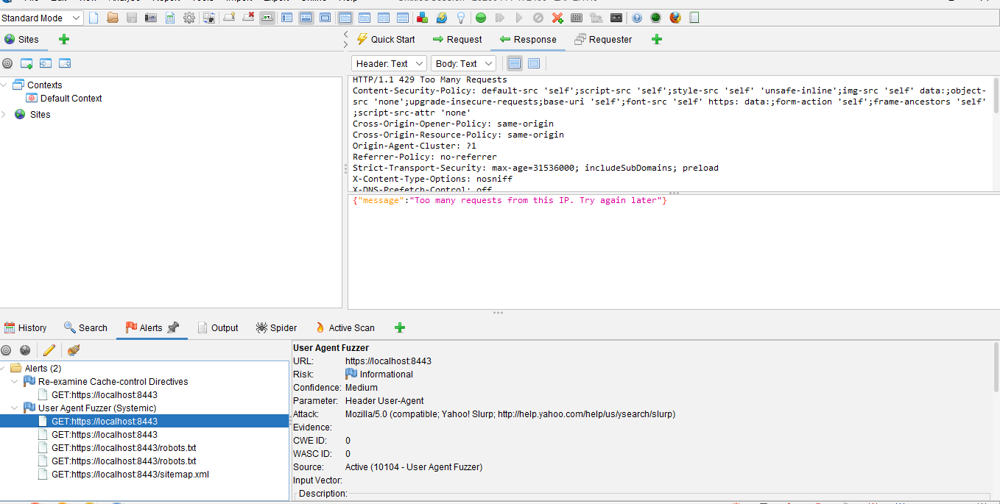 Standard Mode
Sites
Quick Start
Request
Response
Requester
Header: Text
Body: Text
Contexts
Default Context
Sites
HTTP/1.1 429 Too Many Requests
Content-Security-Policy: default-src 'self';script-src 'self';style-src 'self' 'unsafe-inline';img-src 'self' data:;object-
src 'none';upgrade-insecure-requests;base-uri 'self';font-src 'self' https: data:;form-action 'self';frame-ancestors 'self'
;script-src-attr 'none'
Cross-Origin-Opener-Policy: same-origin
Cross-Origin-Resource-Policy: same-origin
Origin-Agent-Cluster: ?1
Referrer-Policy: no-referrer
Strict-Transport-Security: max-age=31536000; includeSubDomains; preload
X-Content-Type-Options: nosniff
X-DNS-Prefetch-Control: off
{"message":"Too many requests from this IP. Try again later"}
History
Search
Alerts
Output
Spider
Active Scan
Alerts (2)
Re-examine Cache-control Directives
GET:https://localhost:8443
User Agent Fuzzer (Systemic)
GET:https://localhost:8443
GET:https://localhost:8443
GET:https://localhost:8443/robots.txt
GET:https://localhost:8443/robots.txt
GET:https://localhost:8443/sitemap.xml
User Agent Fuzzer
URL: https://localhost:8443
Risk: Informational
Confidence: Medium
Parameter: Header User-Agent
Attack: Mozilla/5.0 (compatible; Yahoo! Slurp; http://help.yahoo.com/help/us/ysearch/slurp)
Evidence:
CWE ID: 0
WASC ID: 0
Source: Active (10104 - User Agent Fuzzer)
Input Vector:
Description: